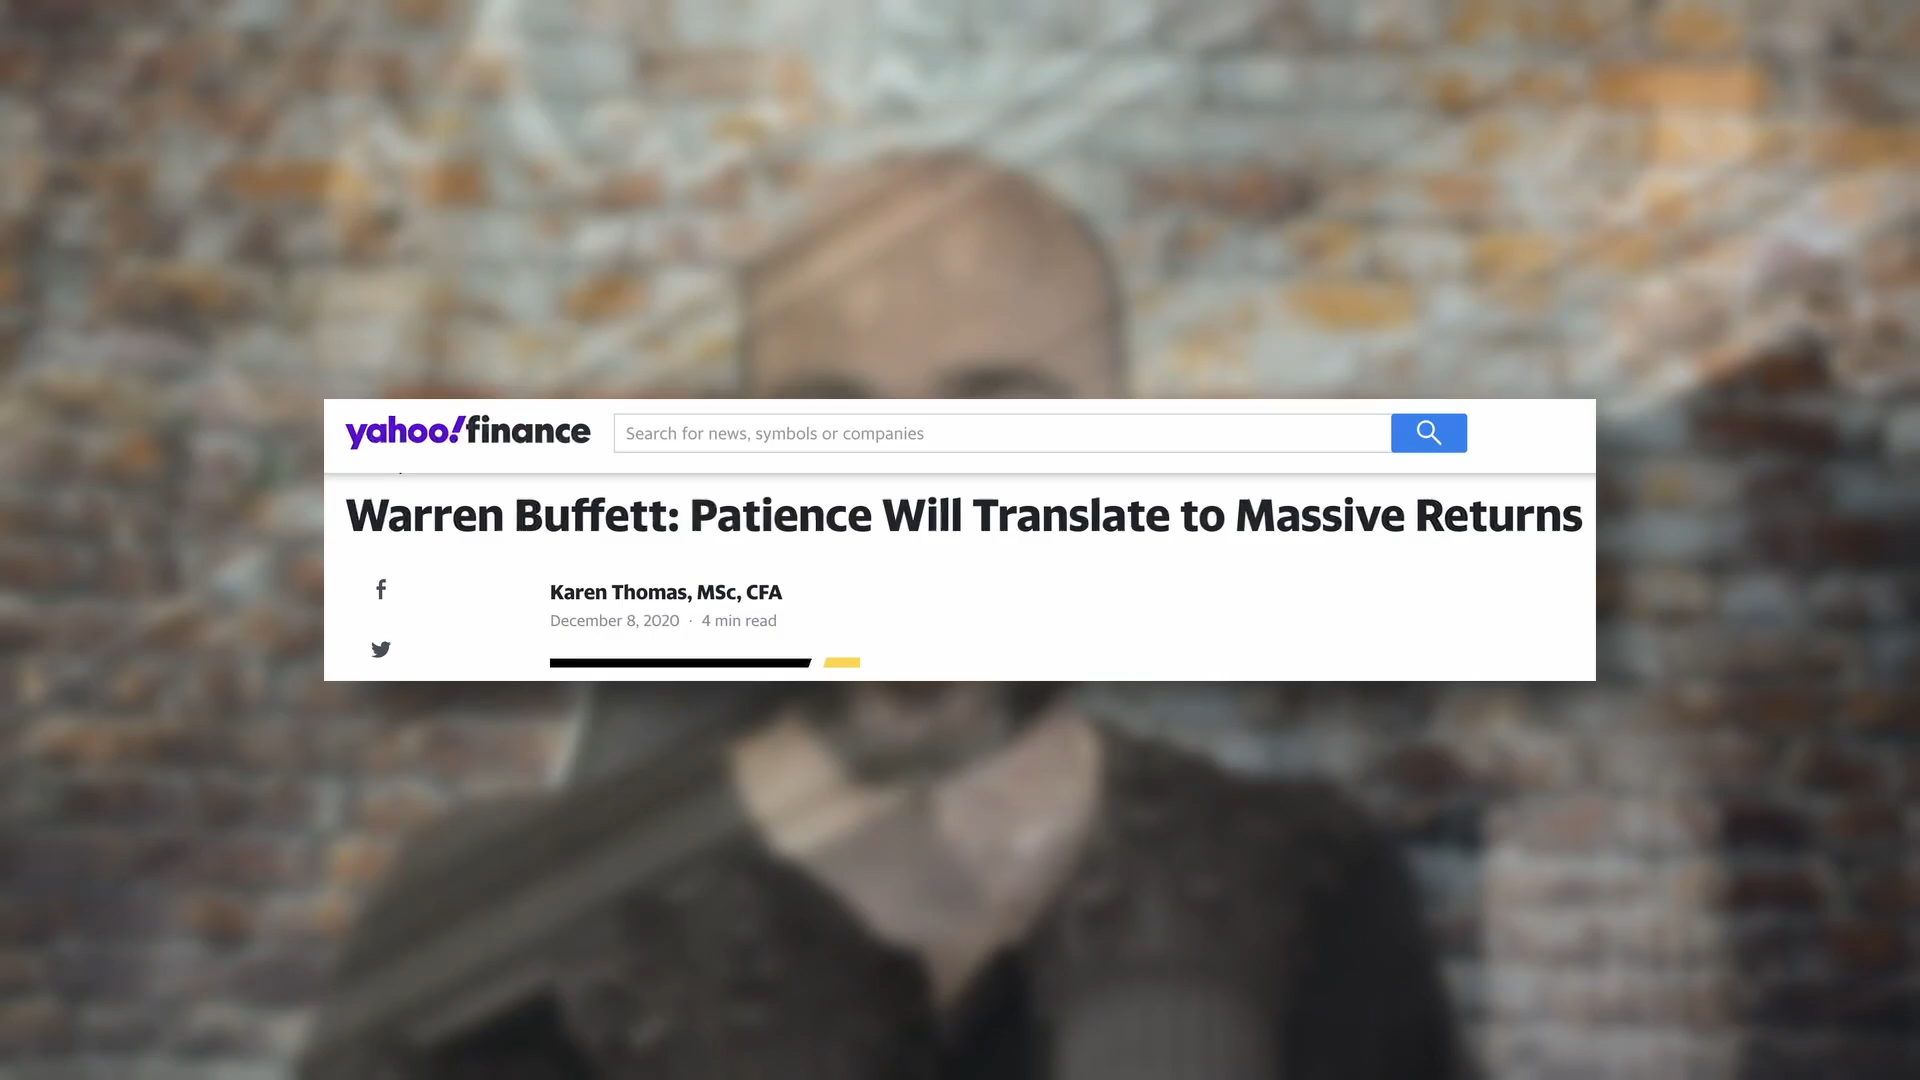 yahoo!finance
Search for news, symbols or companies
Warren Buffett: Patience Will Translate to Massive Returns
Karen Thomas, MSc, CFA
December 8, 2020 · 4 min read